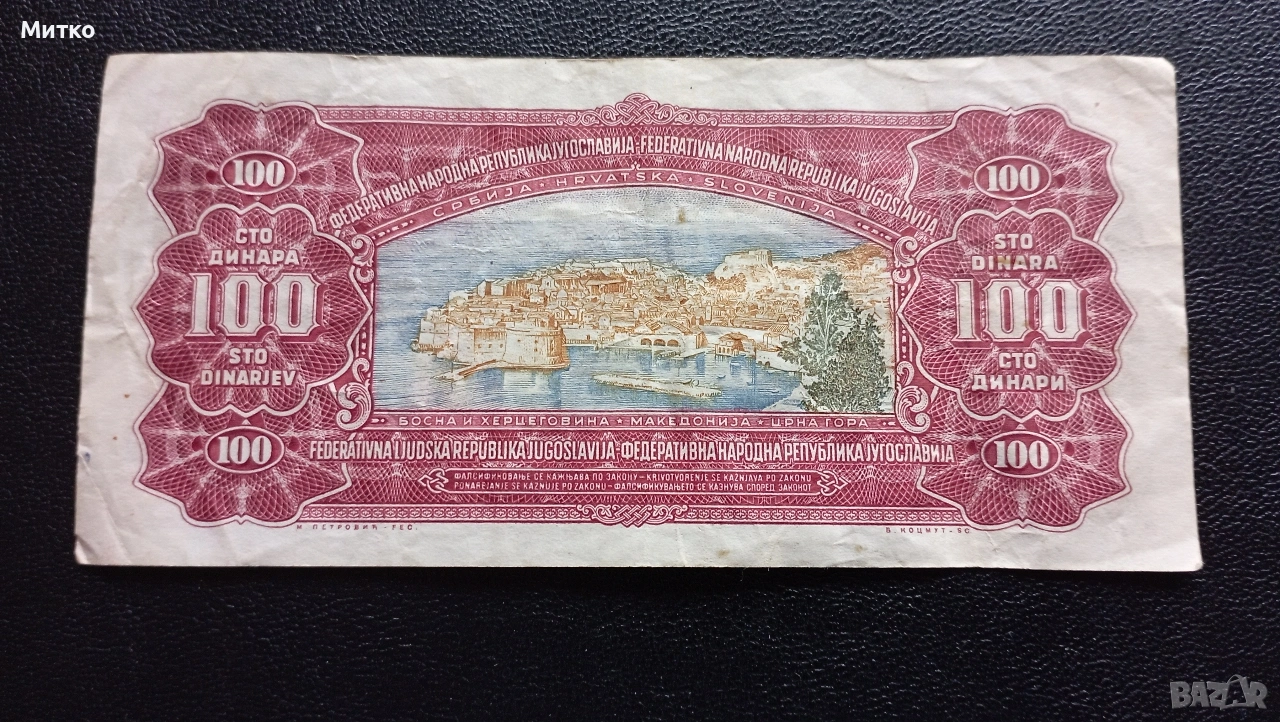 Митко
ФЕДЕРАТИВНА НАРОДНА РЕПУБЛИКА ЈУГОСЛАВИЈА - FEDERATIVNA NARODNA REPUBLIKA JUGOSLAVIJA
СРБИЈА · HRVATSKA · SLOVENIJA
100
СТО
ДИНАРА
100
STO
DINARJEV
100
100
STO
DINARA
100
СТО
ДИНАРИ
100
БОСНА И ХЕРЦЕГОВИНА · МАКЕДОНИЈА · ЦРНА ГОРА
FEDERATIVNA LJUDSKA REPUBLIKA JUGOSLAVIJA - ФЕДЕРАТИВНА НАРОДНА РЕПУБЛИКА ЈУГОСЛАВИЈА
ФАЛСИФИКОВАЊЕ СЕ КАЖЊАВА ПО ЗАКОНУ - KRIVOTVORENJE SE KAŽNJAVA PO ZAKONU
PONAREJANJE SE KAZNUJE PO ZAKONU - ФАЛСИФИКУВАЊЕТО СЕ КАЗНУВА СПОРЕД ЗАКОНОТ
М. ПЕТРОВИЋ - FEC.
В. КОЦМУТ - SC.
BAZAR